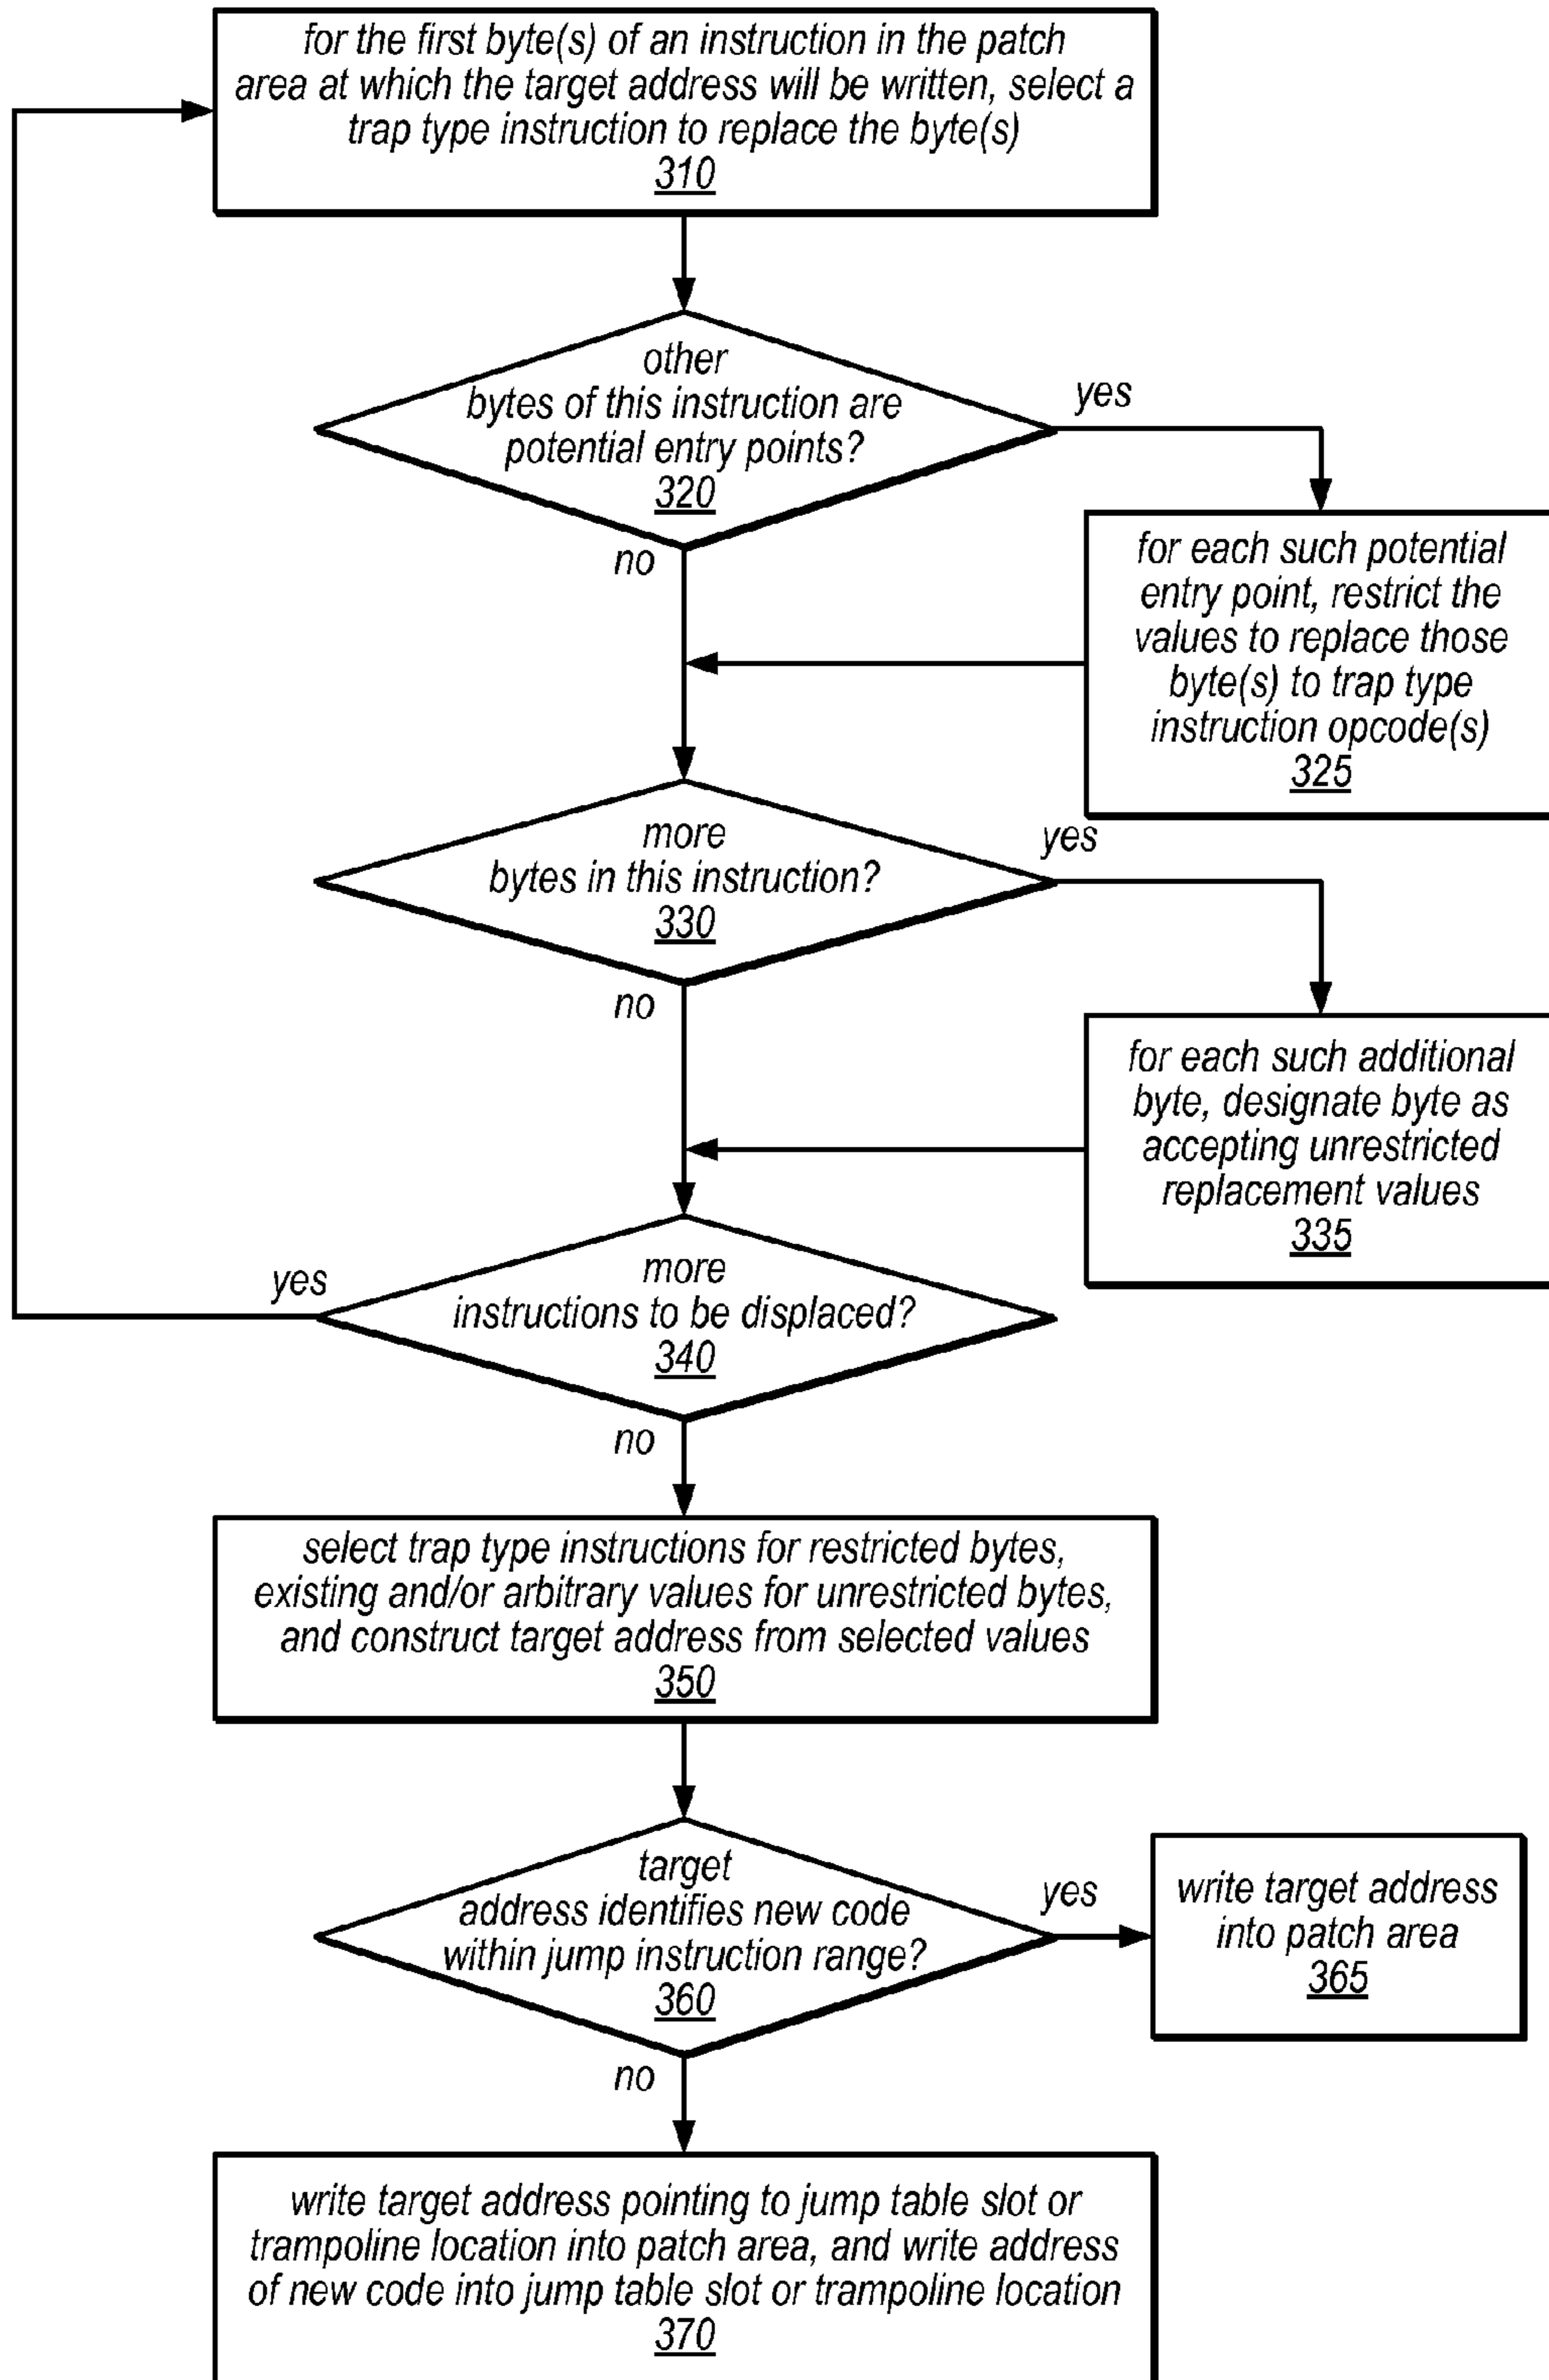 for the first byte(s) of an instruction in the patch
area at which the target address will be written, select a
trap type instruction to replace the byte(s)
310
other
bytes of this instruction are
potential entry points?
320
yes
no
for each such potential
entry point, restrict the
values to replace those
byte(s) to trap type
instruction opcode(s)
325
more
bytes in this instruction?
330
yes
no
for each such additional
byte, designate byte as
accepting unrestricted
replacement values
335
more
instructions to be displaced?
340
yes
no
select trap type instructions for restricted bytes,
existing and/or arbitrary values for unrestricted bytes,
and construct target address from selected values
350
target
address identifies new code
within jump instruction range?
360
yes
no
write target address
into patch area
365
write target address pointing to jump table slot or
trampoline location into patch area, and write address
of new code into jump table slot or trampoline location
370